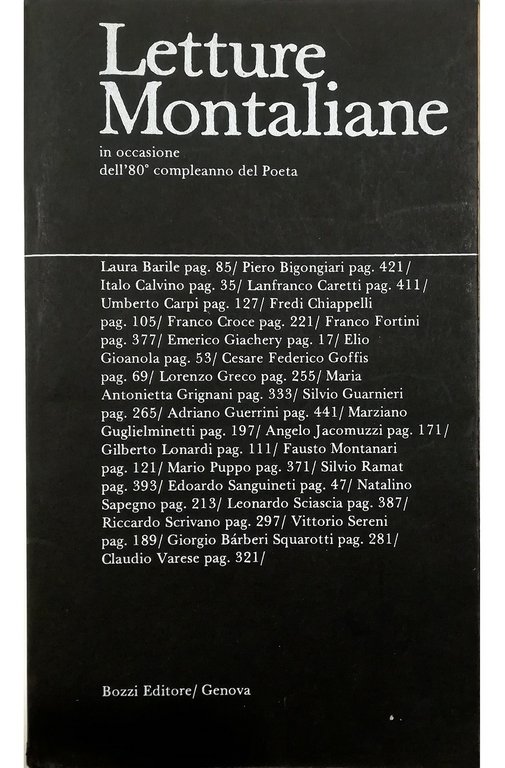 Letture
Montaliane
in occasione
dell'80° compleanno del Poeta
Laura Barile pag. 85/ Piero Bigongiari pag. 421/
Italo Calvino pag. 35/ Lanfranco Caretti pag. 411/
Umberto Carpi pag. 127/ Fredi Chiappelli
pag. 105/ Franco Croce pag. 221/ Franco Fortini
pag. 377/ Emerico Giachery pag. 17/ Elio
Gioanola pag. 53/ Cesare Federico Goffis
pag. 69/ Lorenzo Greco pag. 255/ Maria
Antonietta Grignani pag. 333/ Silvio Guarnieri
pag. 265/ Adriano Guerrini pag. 441/ Marziano
Guglielminetti pag. 197/ Angelo Jacomuzzi pag. 171/
Gilberto Lonardi pag. 111/ Fausto Montanari
pag. 121/ Mario Puppo pag. 371/ Silvio Ramat
pag. 393/ Edoardo Sanguineti pag. 47/ Natalino
Sapegno pag. 213/ Leonardo Sciascia pag. 387/
Riccardo Scrivano pag. 297/ Vittorio Sereni
pag. 189/ Giorgio Bárberi Squarotti pag. 281/
Claudio Varese pag. 321/
Bozzi Editore/ Genova